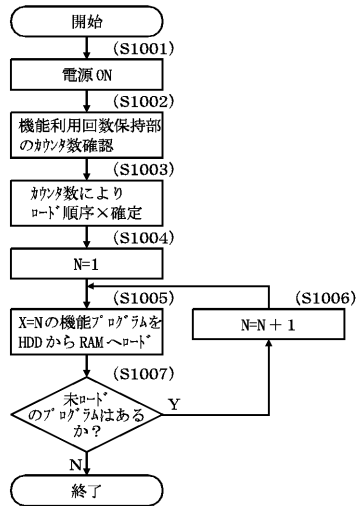 開始
(S1001)
電源ON
(S1002)
機能利用回数保持部
のｶｳﾝﾀ数確認
(S1003)
ｶｳﾝﾀ数により
ﾛｰﾄﾞ順序×確定
(S1004)
N=1
(S1005)
X=Nの機能ﾌﾟﾛｸﾞﾗﾑを
HDDからRAMへﾛｰﾄﾞ
(S1006)
N=N+1
(S1007)
未ﾛｰﾄﾞ
のﾌﾟﾛｸﾞﾗﾑはある
か？
Y
N
終了